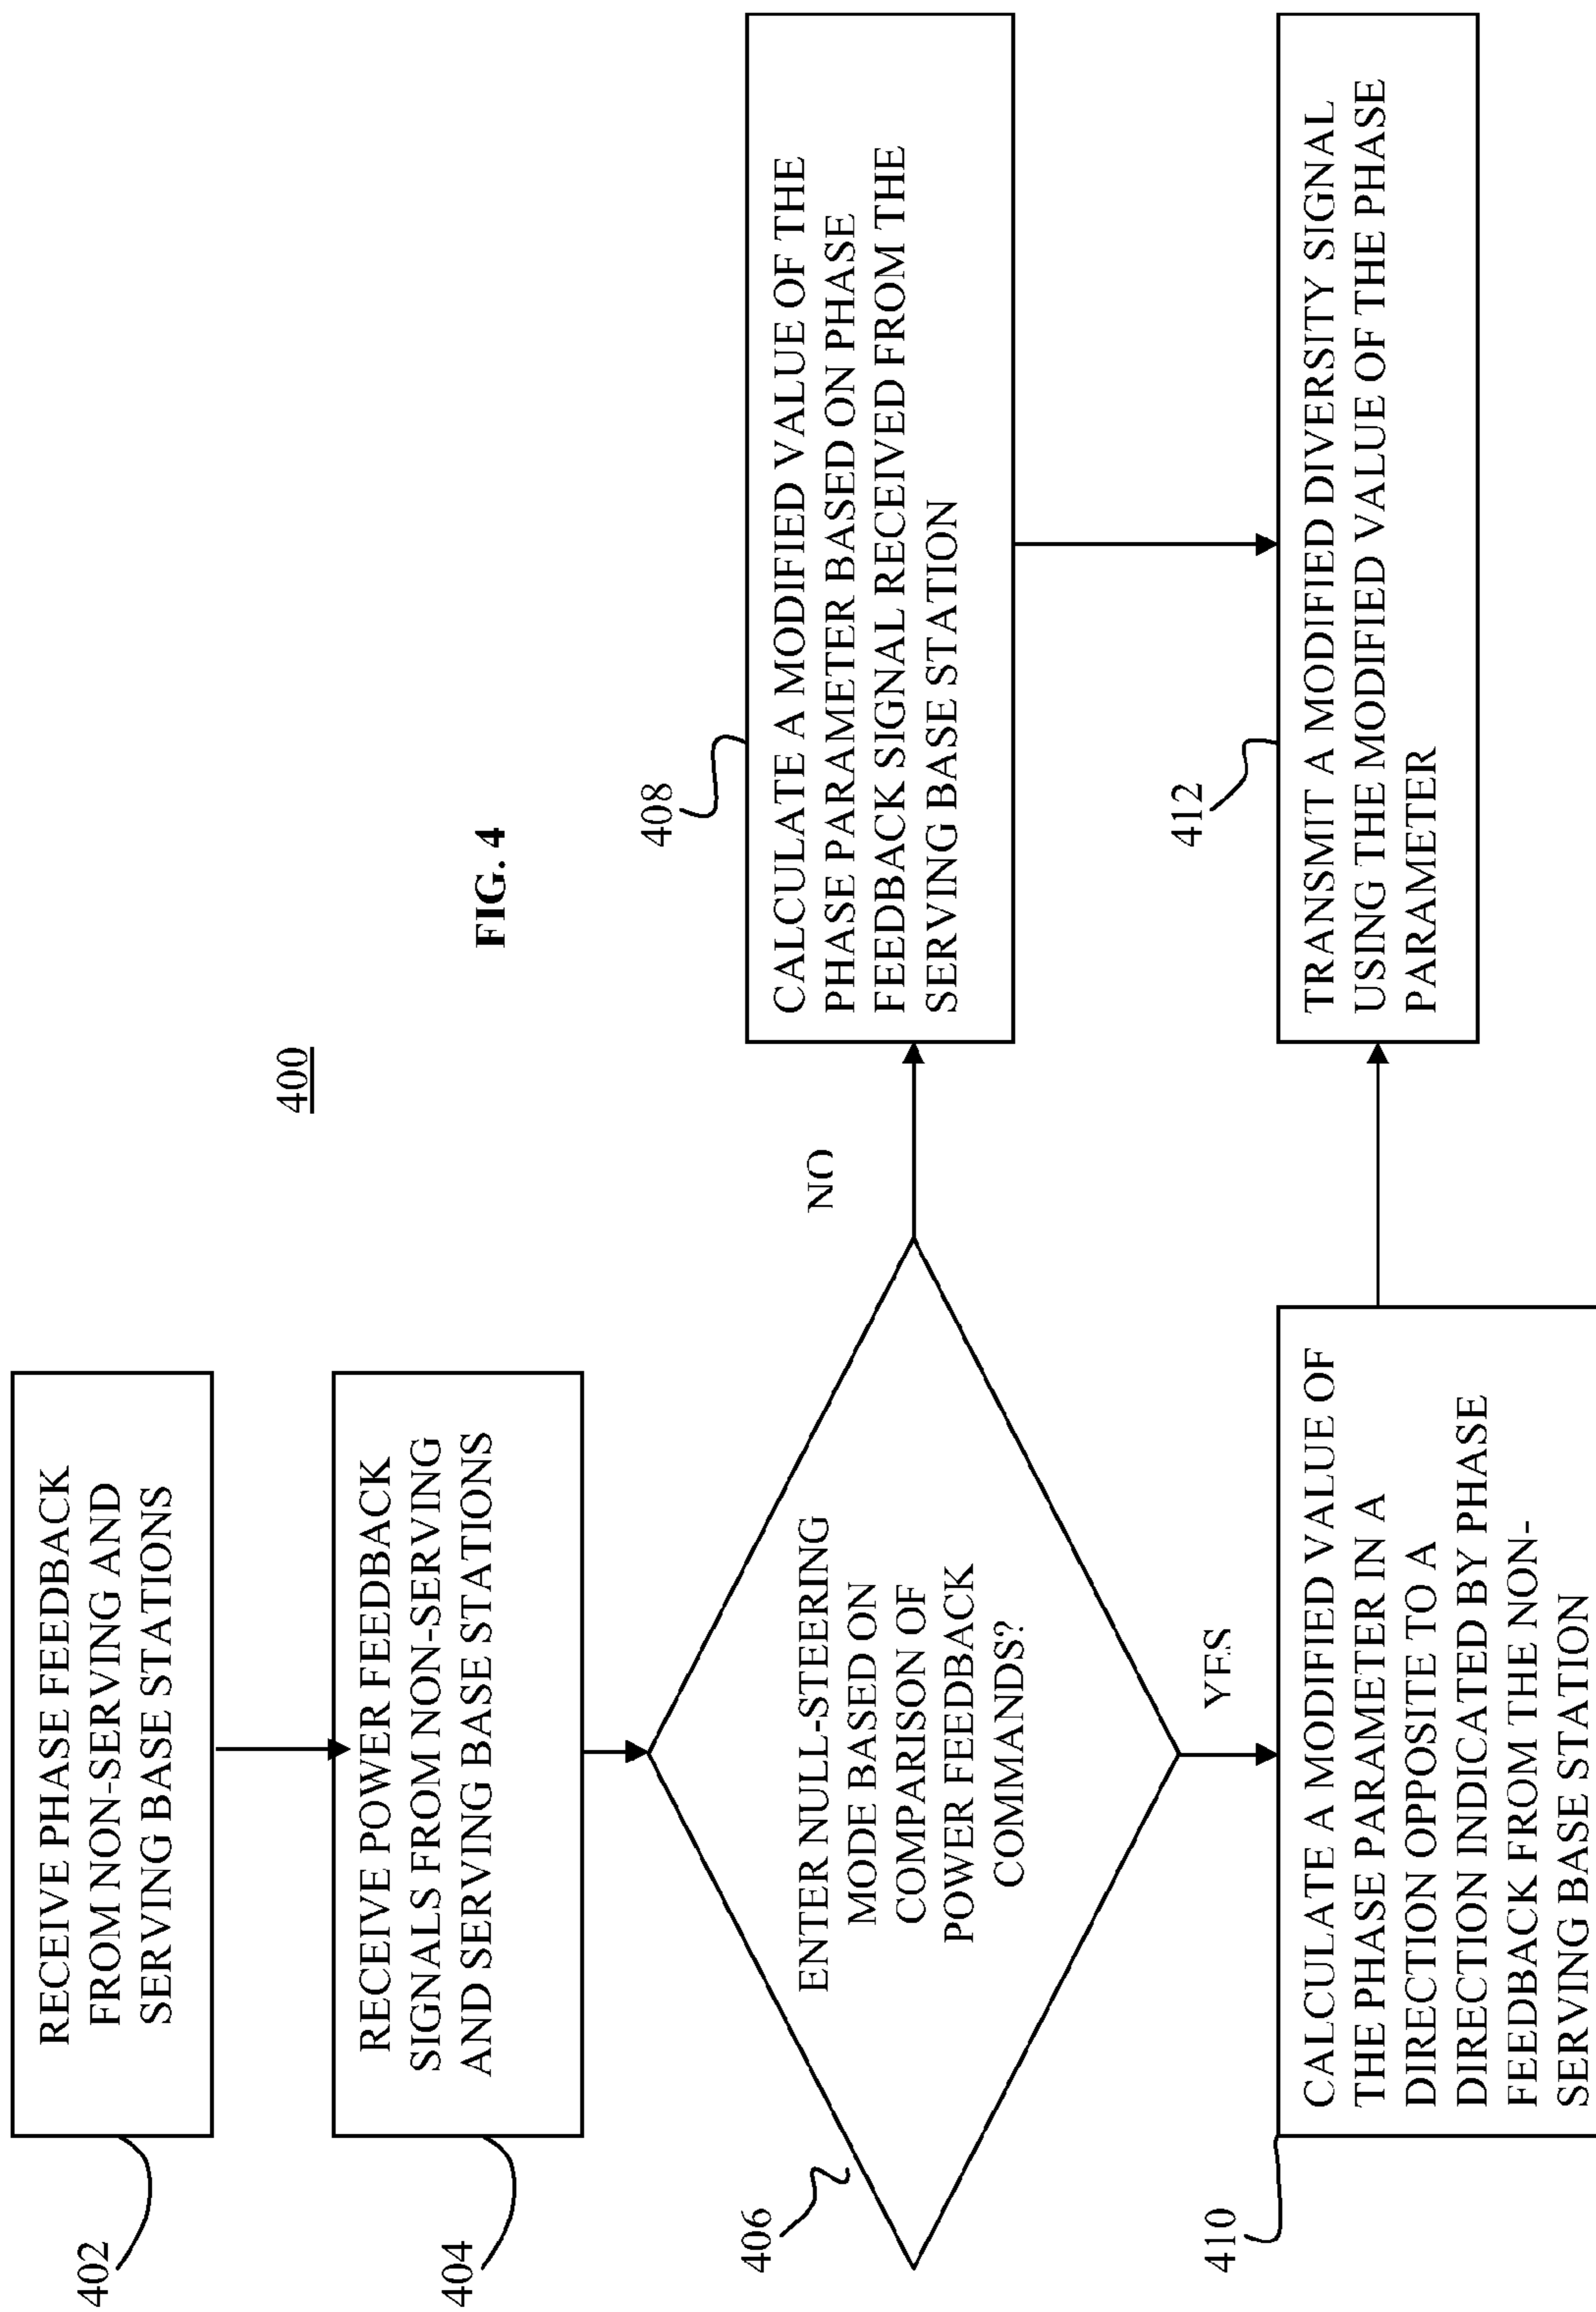 400
FIG. 4
402
RECEIVE PHASE FEEDBACK
FROM NON-SERVING AND
SERVING BASE STATIONS
404
RECEIVE POWER FEEDBACK
SIGNALS FROM NON-SERVING
AND SERVING BASE STATIONS
406
ENTER NULL-STEERING
MODE BASED ON
COMPARISON OF
POWER FEEDBACK
COMMANDS?
NO
408
CALCULATE A MODIFIED VALUE OF THE
PHASE PARAMETER BASED ON PHASE
FEEDBACK SIGNAL RECEIVED FROM THE
SERVING BASE STATION
YES
410
CALCULATE A MODIFIED VALUE OF
THE PHASE PARAMETER IN A
DIRECTION OPPOSITE TO A
DIRECTION INDICATED BY PHASE
FEEDBACK FROM THE NON-
SERVING BASE STATION
412
TRANSMIT A MODIFIED DIVERSITY SIGNAL
USING THE MODIFIED VALUE OF THE PHASE
PARAMETER